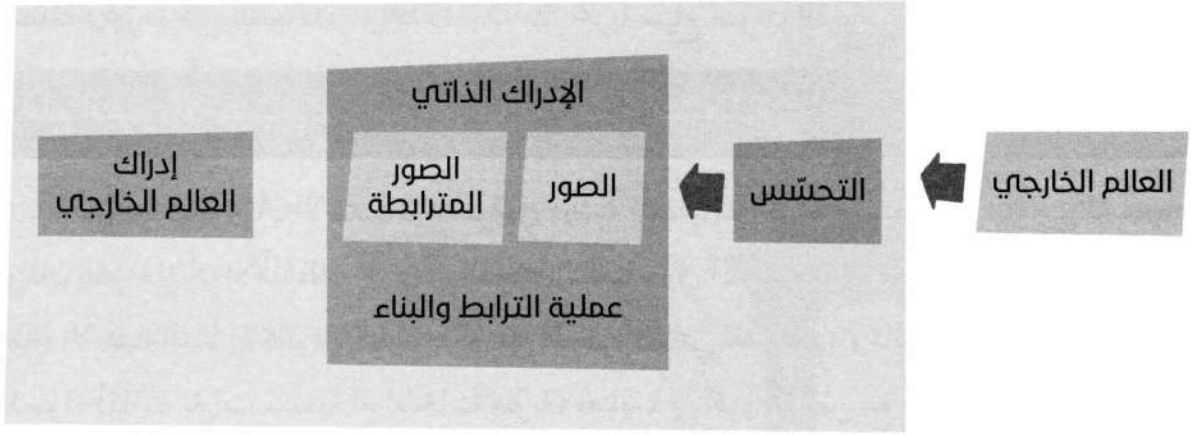 العالم الخارجي
التحسّس
الإدراك الذاتي
الصور
الصور
المترابطة
عملية الترابط والبناء
إدراك
العالم الخارجي